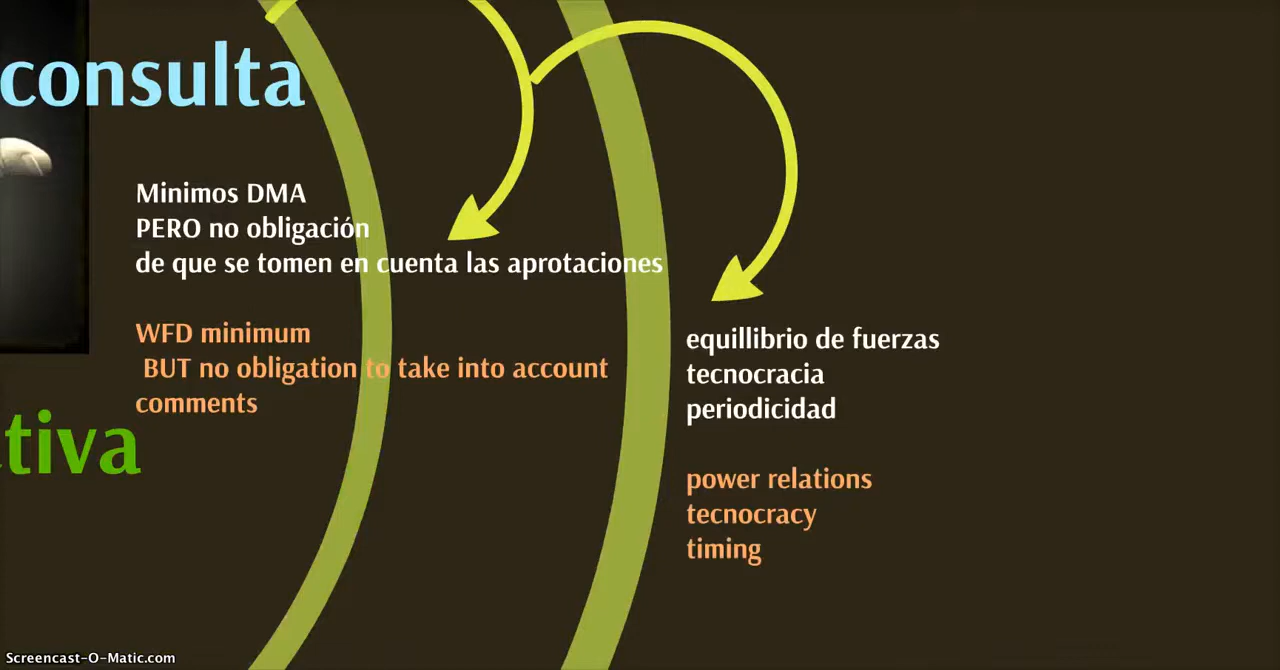 consulta
Minimos DMA
PERO no obligación
de que se tomen en cuenta las aprotaciones
WFD minimum
BUT no obligation to take into account
comments
tiva
equillibrio de fuerzas
tecnocracia
periodicidad
power relations
tecnocracy
timing
Screencast-O-Matic.com